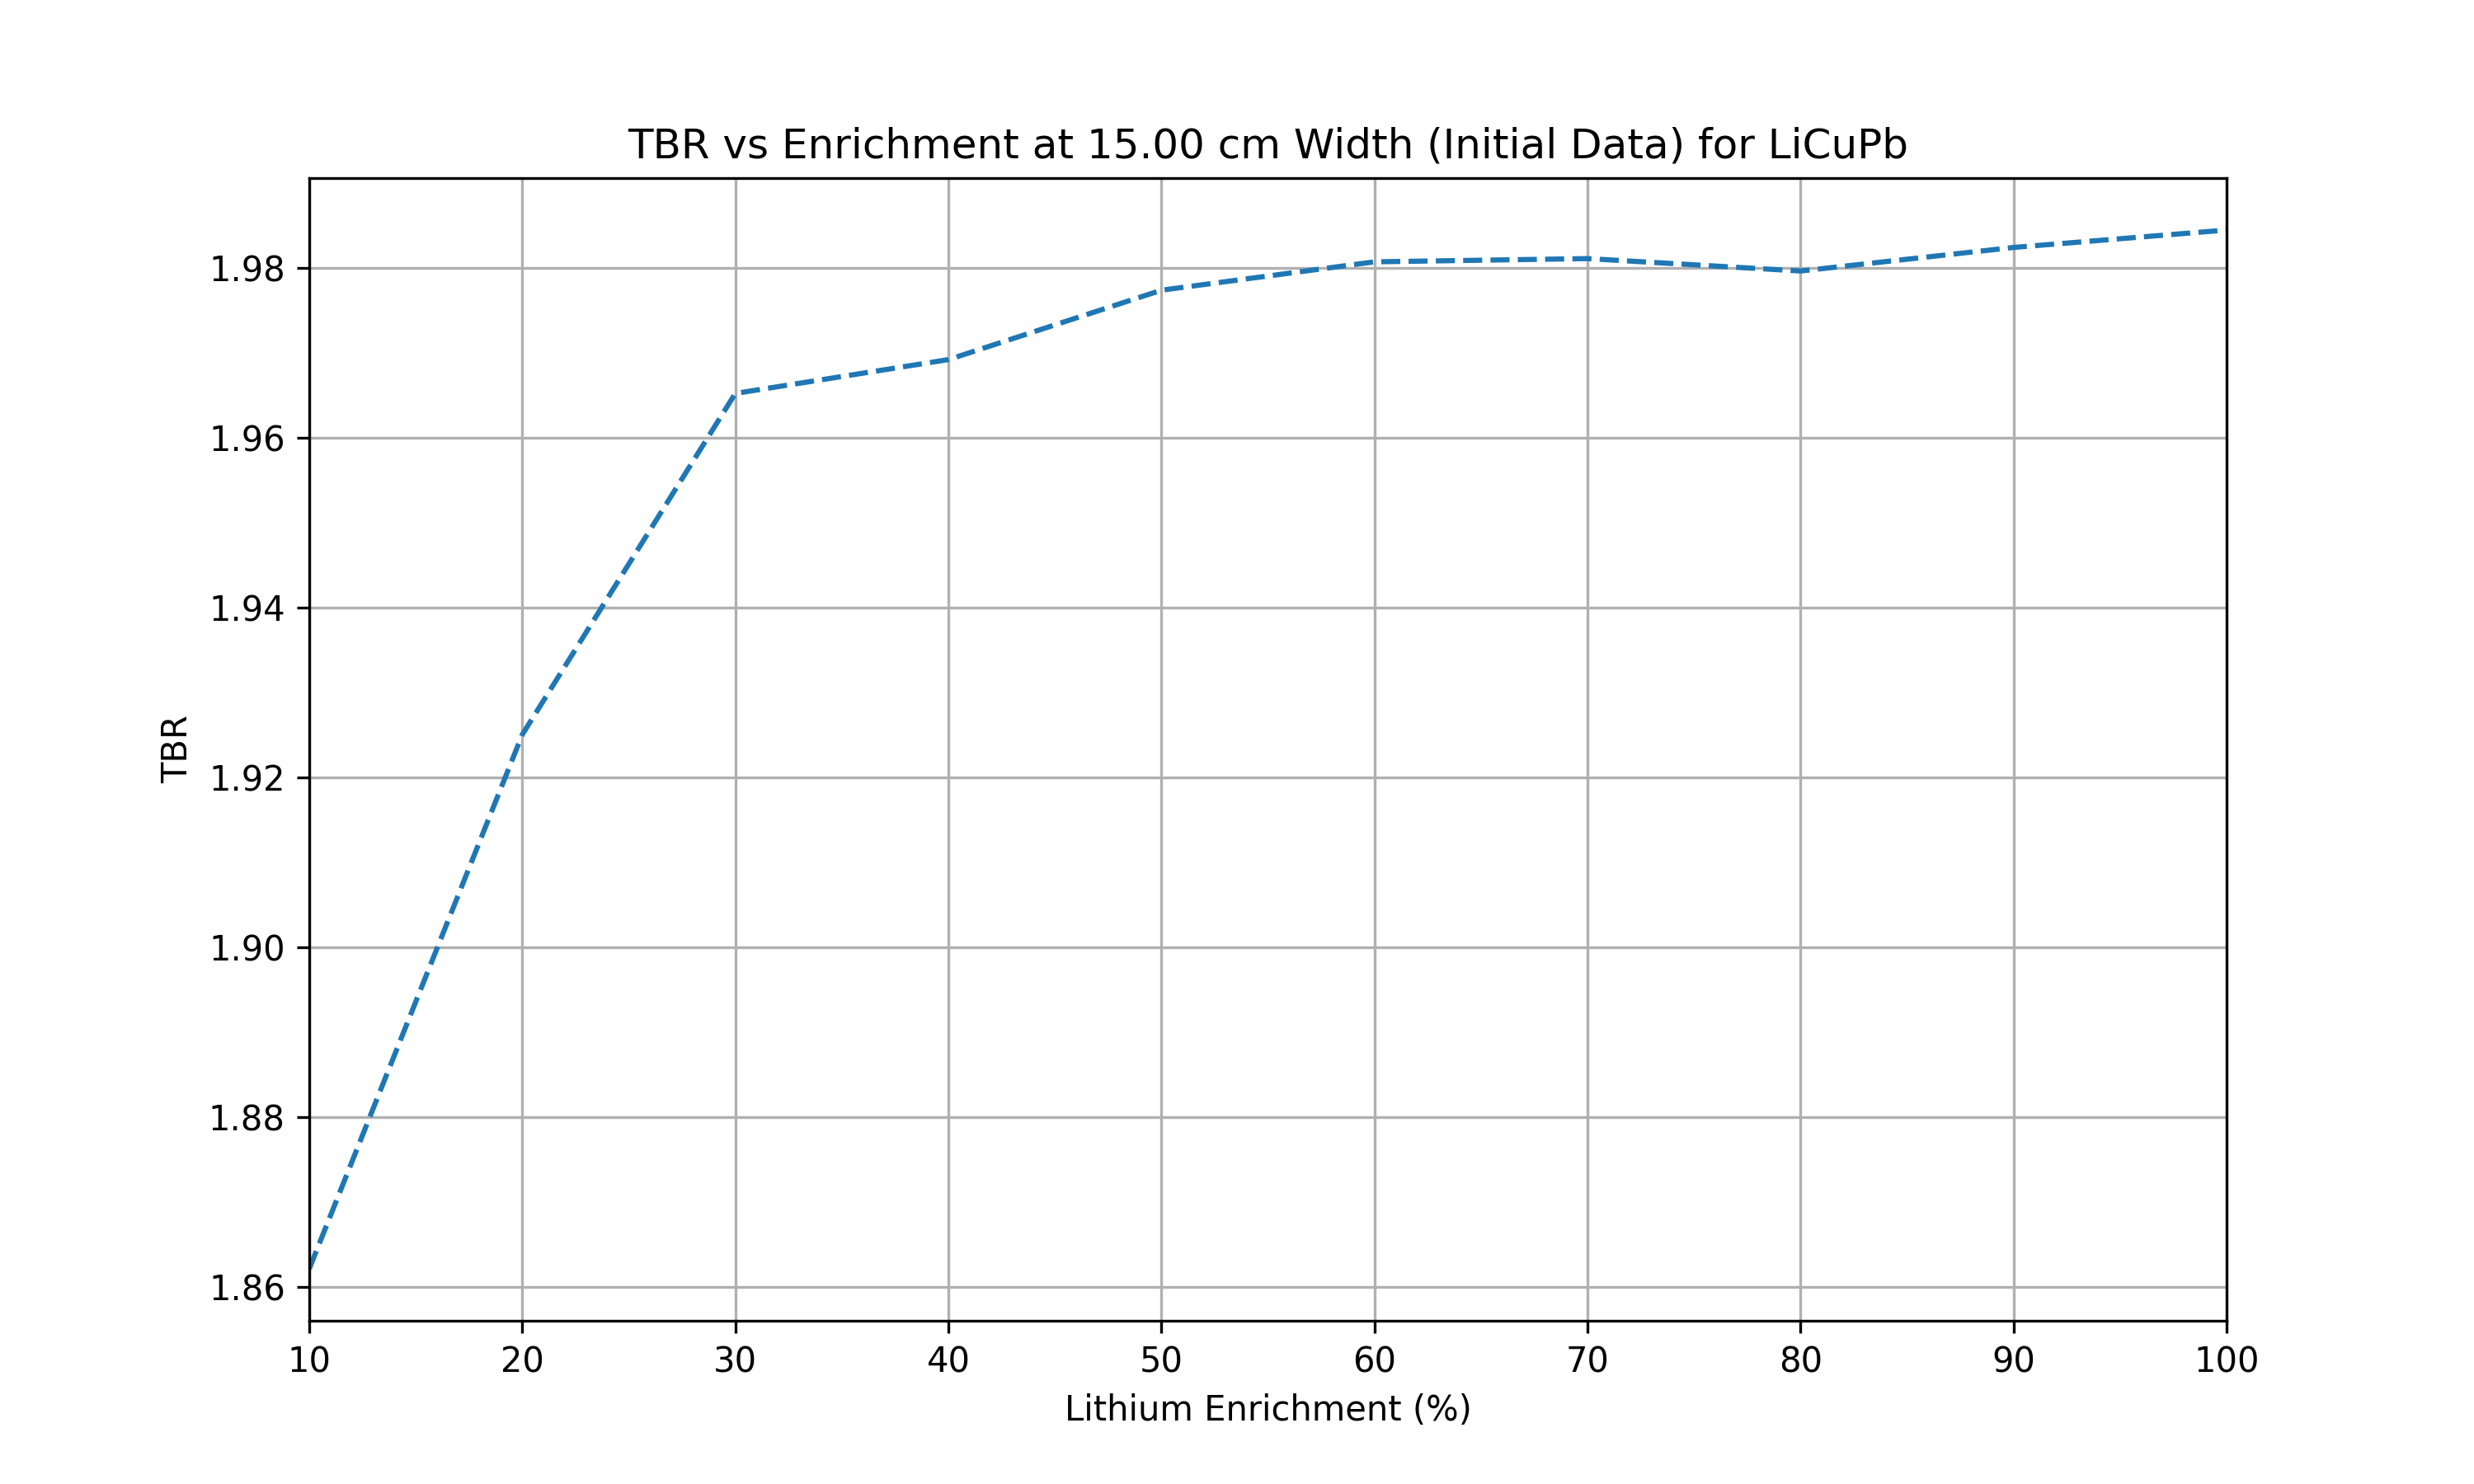 TBR vs Enrichment at 15.00 cm Width (Initial Data) for LiCuPb
1.98
1.96
1.94
1.92
1.90
1.88
1.86
TBR
10 20 30 40 50 60 70 80 90 100
Lithium Enrichment (%)